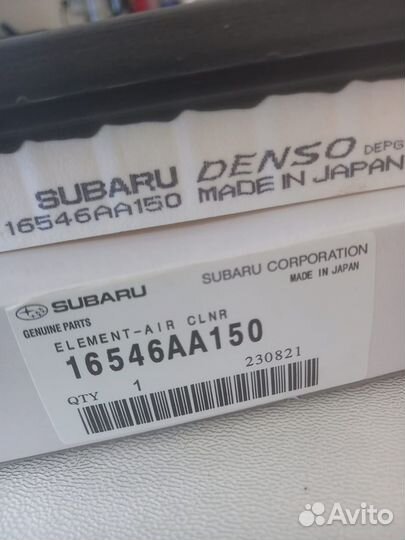 SUBARU DENSO DEPG
16546AA150 MADE IN JAPAN
SUBARU SUBARU CORPORATION
GENUINE PARTS MADE IN JAPAN
ELEMENT-AIR CLNR
16546AA150
QTY 1 230821
Avito